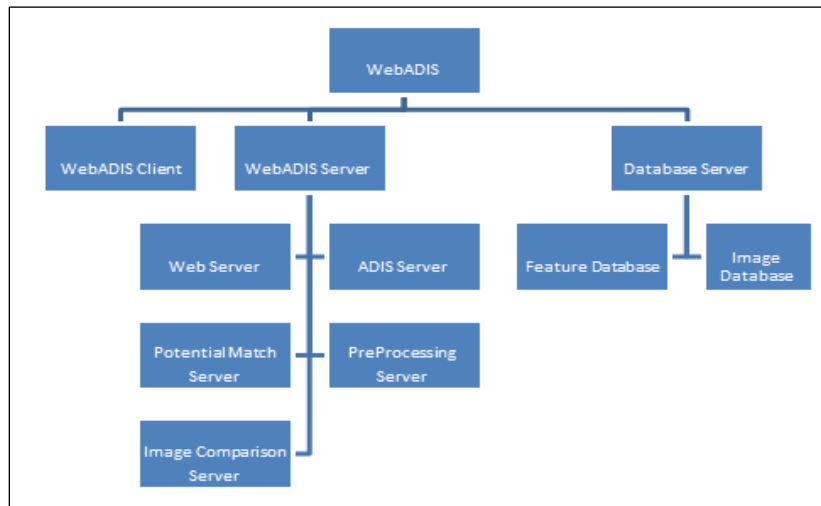 WebADIS
WebADIS Client
WebADIS Server
Database Server
Web Server
ADIS Server
Feature Database
Image
Database
Potential Match
Server
PreProcessing
Server
Image Comparison
Server